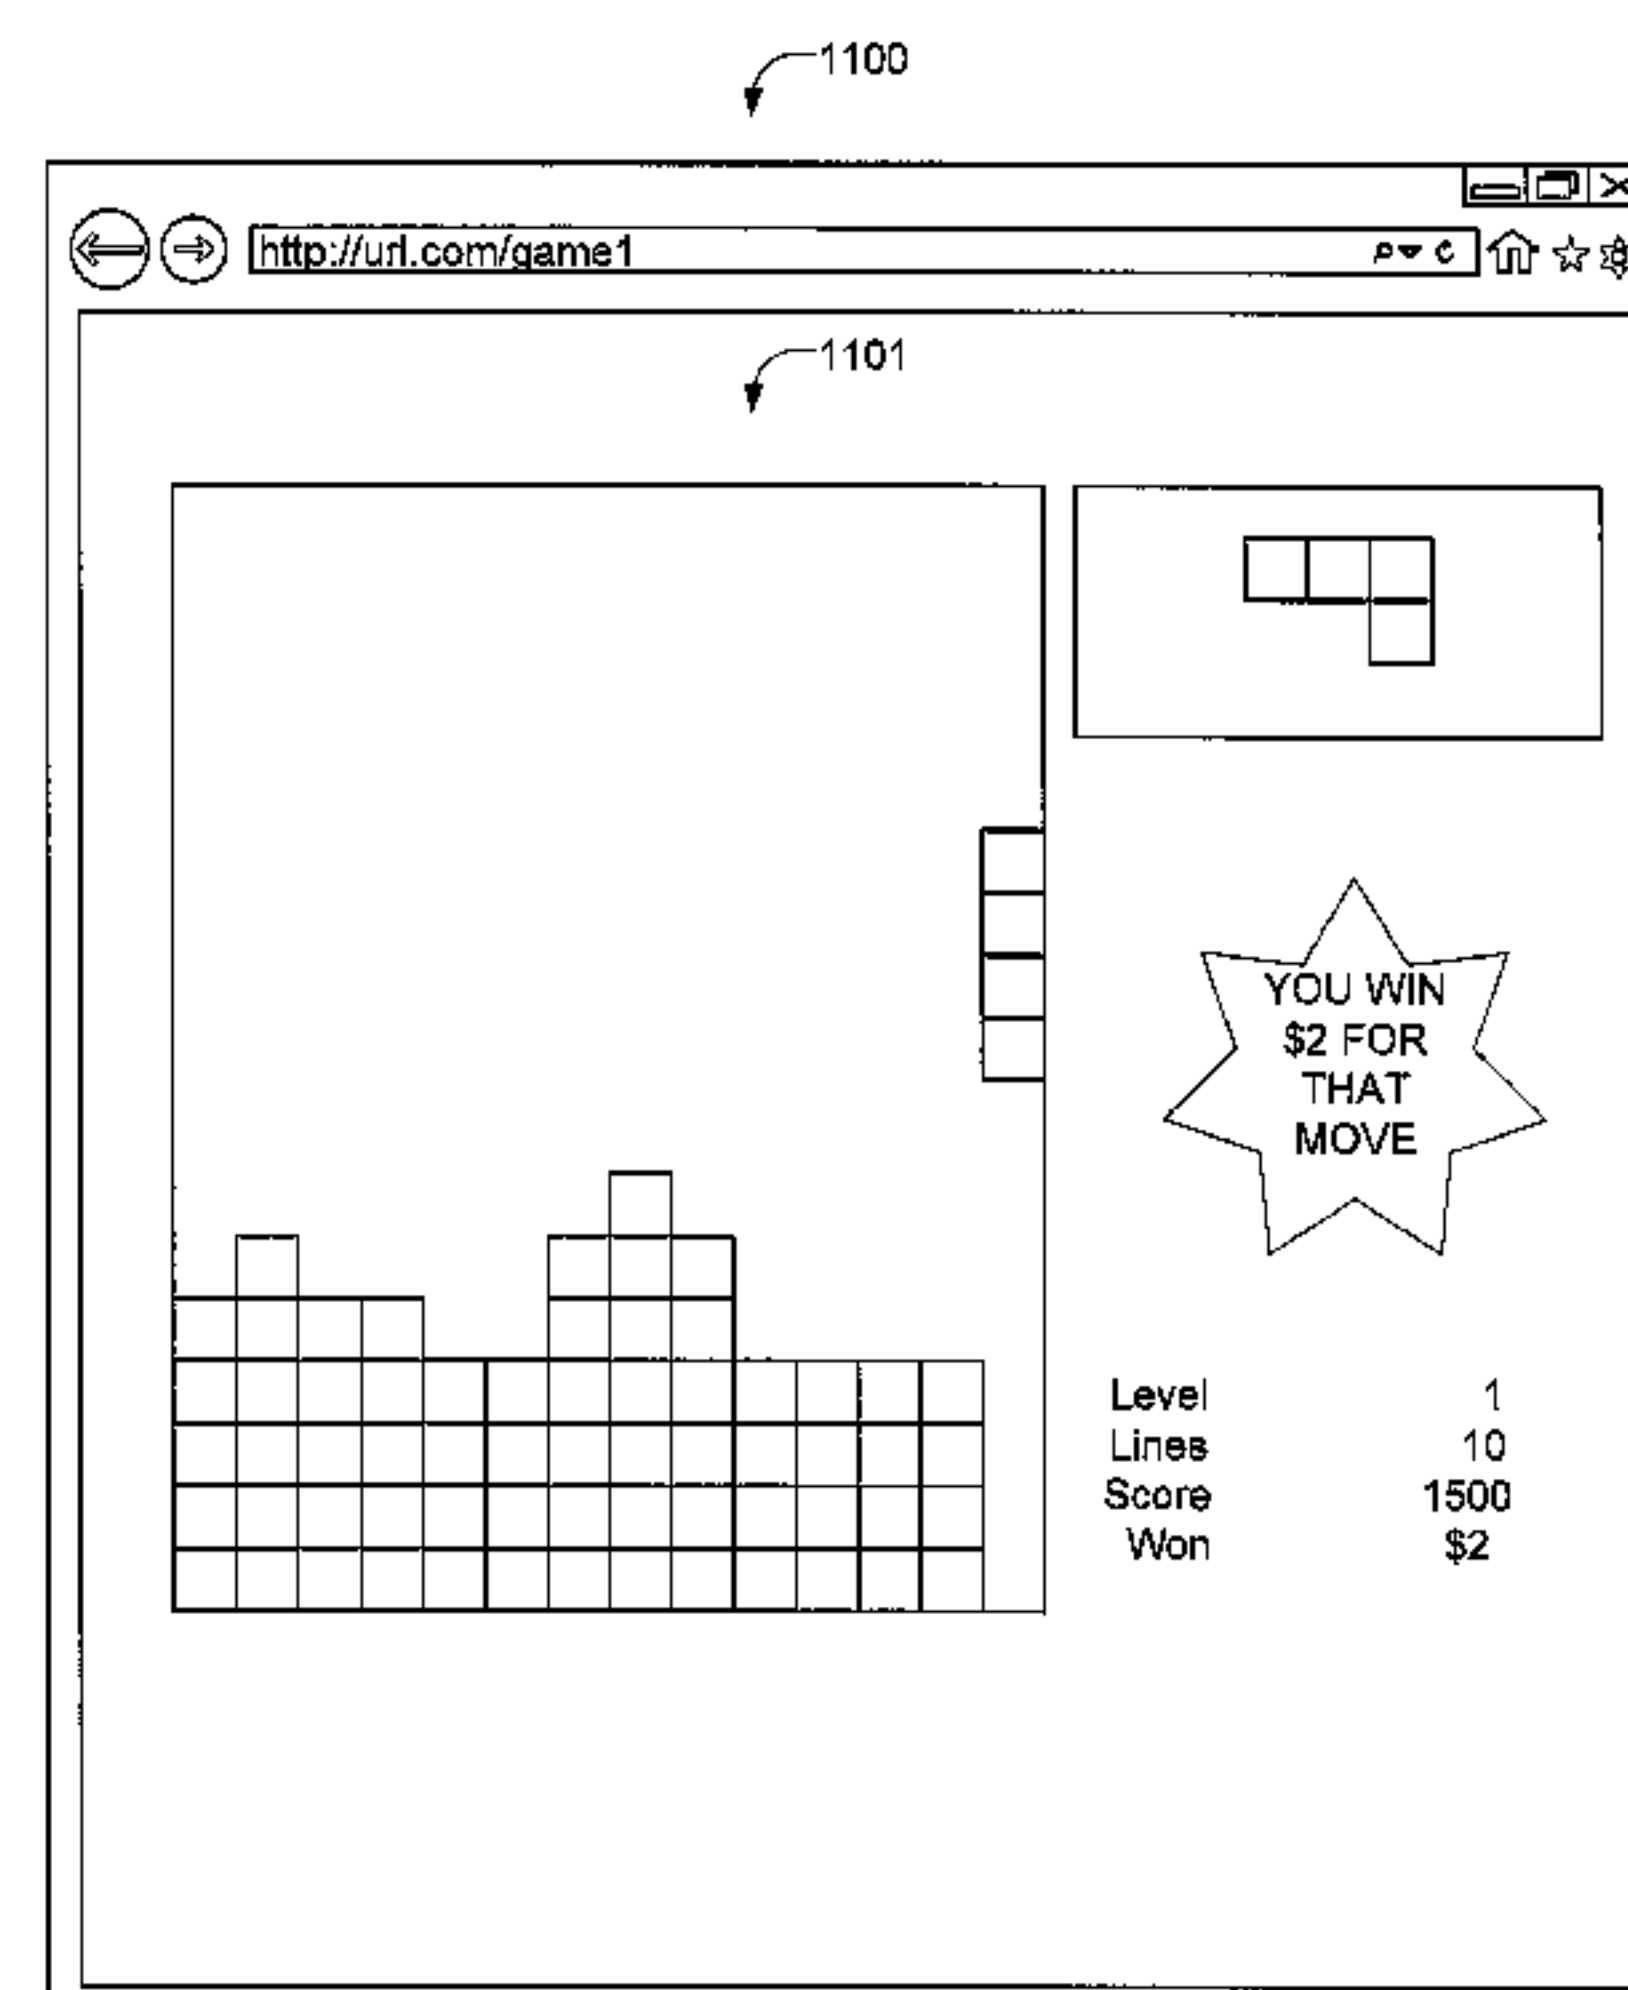 1100
http://url.com/game1
1101
YOU WIN
$2 FOR
THAT
MOVE
Level 1
Lines 10
Score 1500
Won $2